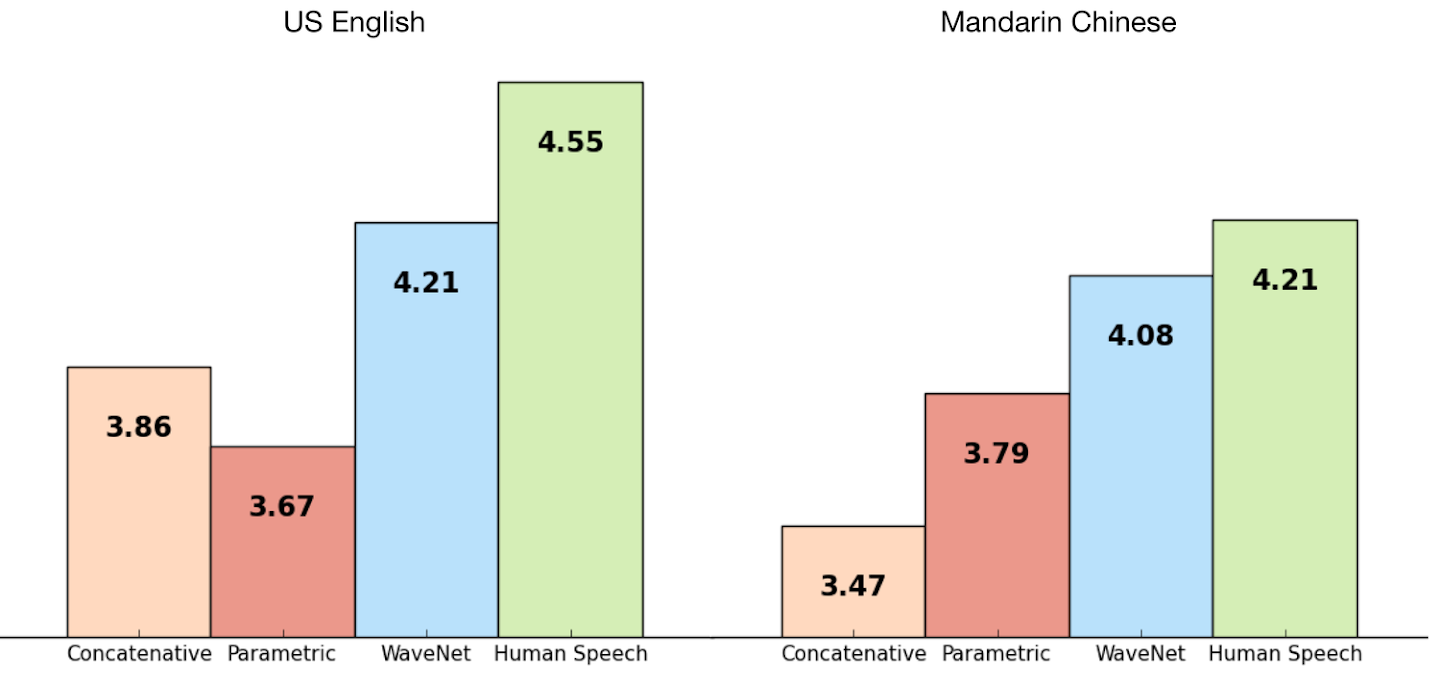 US English
4.55
4.21
3.86
3.67
Concatenative Parametric WaveNet Human Speech
Mandarin Chinese
4.21
4.08
3.79
3.47
Concatenative Parametric WaveNet Human Speech